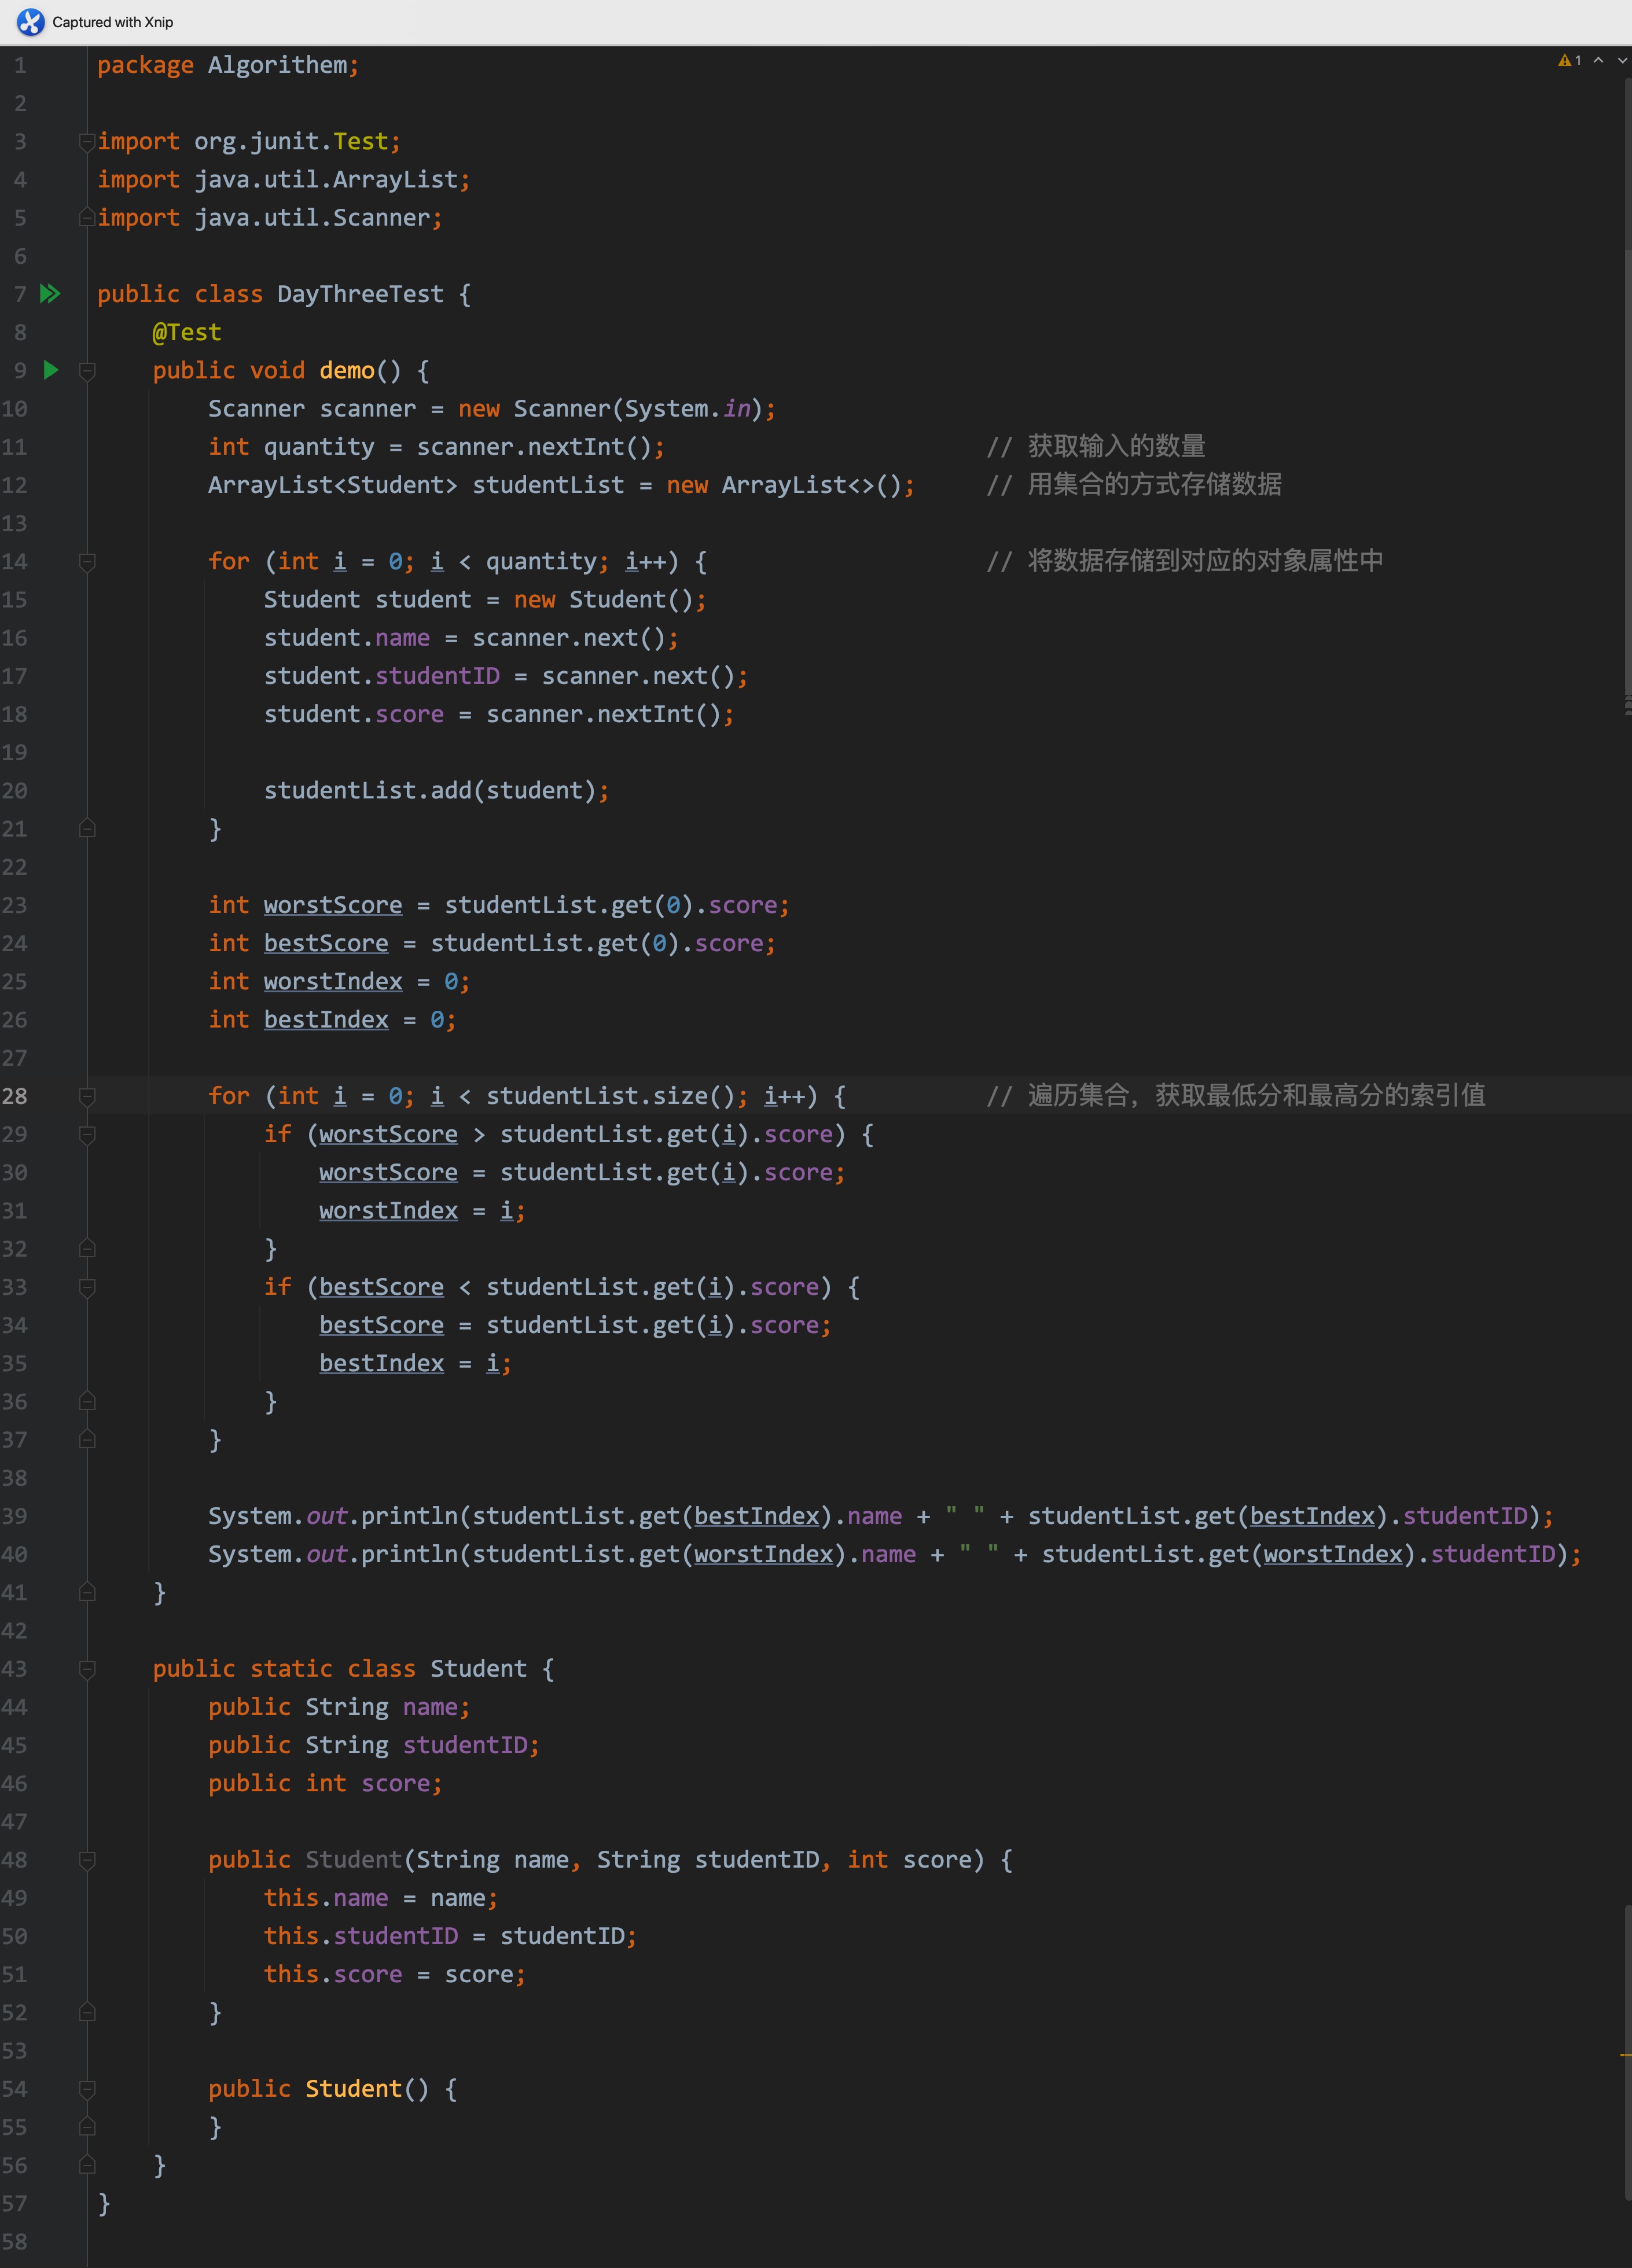 Captured with Xnip
1
1 package Algorithem;
2
3 import org.junit.Test;
4 import java.util.ArrayList;
5 import java.util.Scanner;
6
7 public class DayThreeTest {
8     @Test
9     public void demo() {
10         Scanner scanner = new Scanner(System.in);
11         int quantity = scanner.nextInt();                       // 获取输入的数量
12         ArrayList<Student> studentList = new ArrayList<>();     // 用集合的方式存储数据
13
14         for (int i = 0; i < quantity; i++) {                    // 将数据存储到对应的对象属性中
15             Student student = new Student();
16             student.name = scanner.next();
17             student.studentID = scanner.next();
18             student.score = scanner.nextInt();
19
20             studentList.add(student);
21         }
22
23         int worstScore = studentList.get(0).score;
24         int bestScore = studentList.get(0).score;
25         int worstIndex = 0;
26         int bestIndex = 0;
27
28         for (int i = 0; i < studentList.size(); i++) {          // 遍历集合，获取最低分和最高分的索引值
29             if (worstScore > studentList.get(i).score) {
30                 worstScore = studentList.get(i).score;
31                 worstIndex = i;
32             }
33             if (bestScore < studentList.get(i).score) {
34                 bestScore = studentList.get(i).score;
35                 bestIndex = i;
36             }
37         }
38
39         System.out.println(studentList.get(bestIndex).name + " " + studentList.get(bestIndex).studentID);
40         System.out.println(studentList.get(worstIndex).name + " " + studentList.get(worstIndex).studentID);
41     }
42
43     public static class Student {
44         public String name;
45         public String studentID;
46         public int score;
47
48         public Student(String name, String studentID, int score) {
49             this.name = name;
50             this.studentID = studentID;
51             this.score = score;
52         }
53
54         public Student() {
55         }
56     }
57 }
58